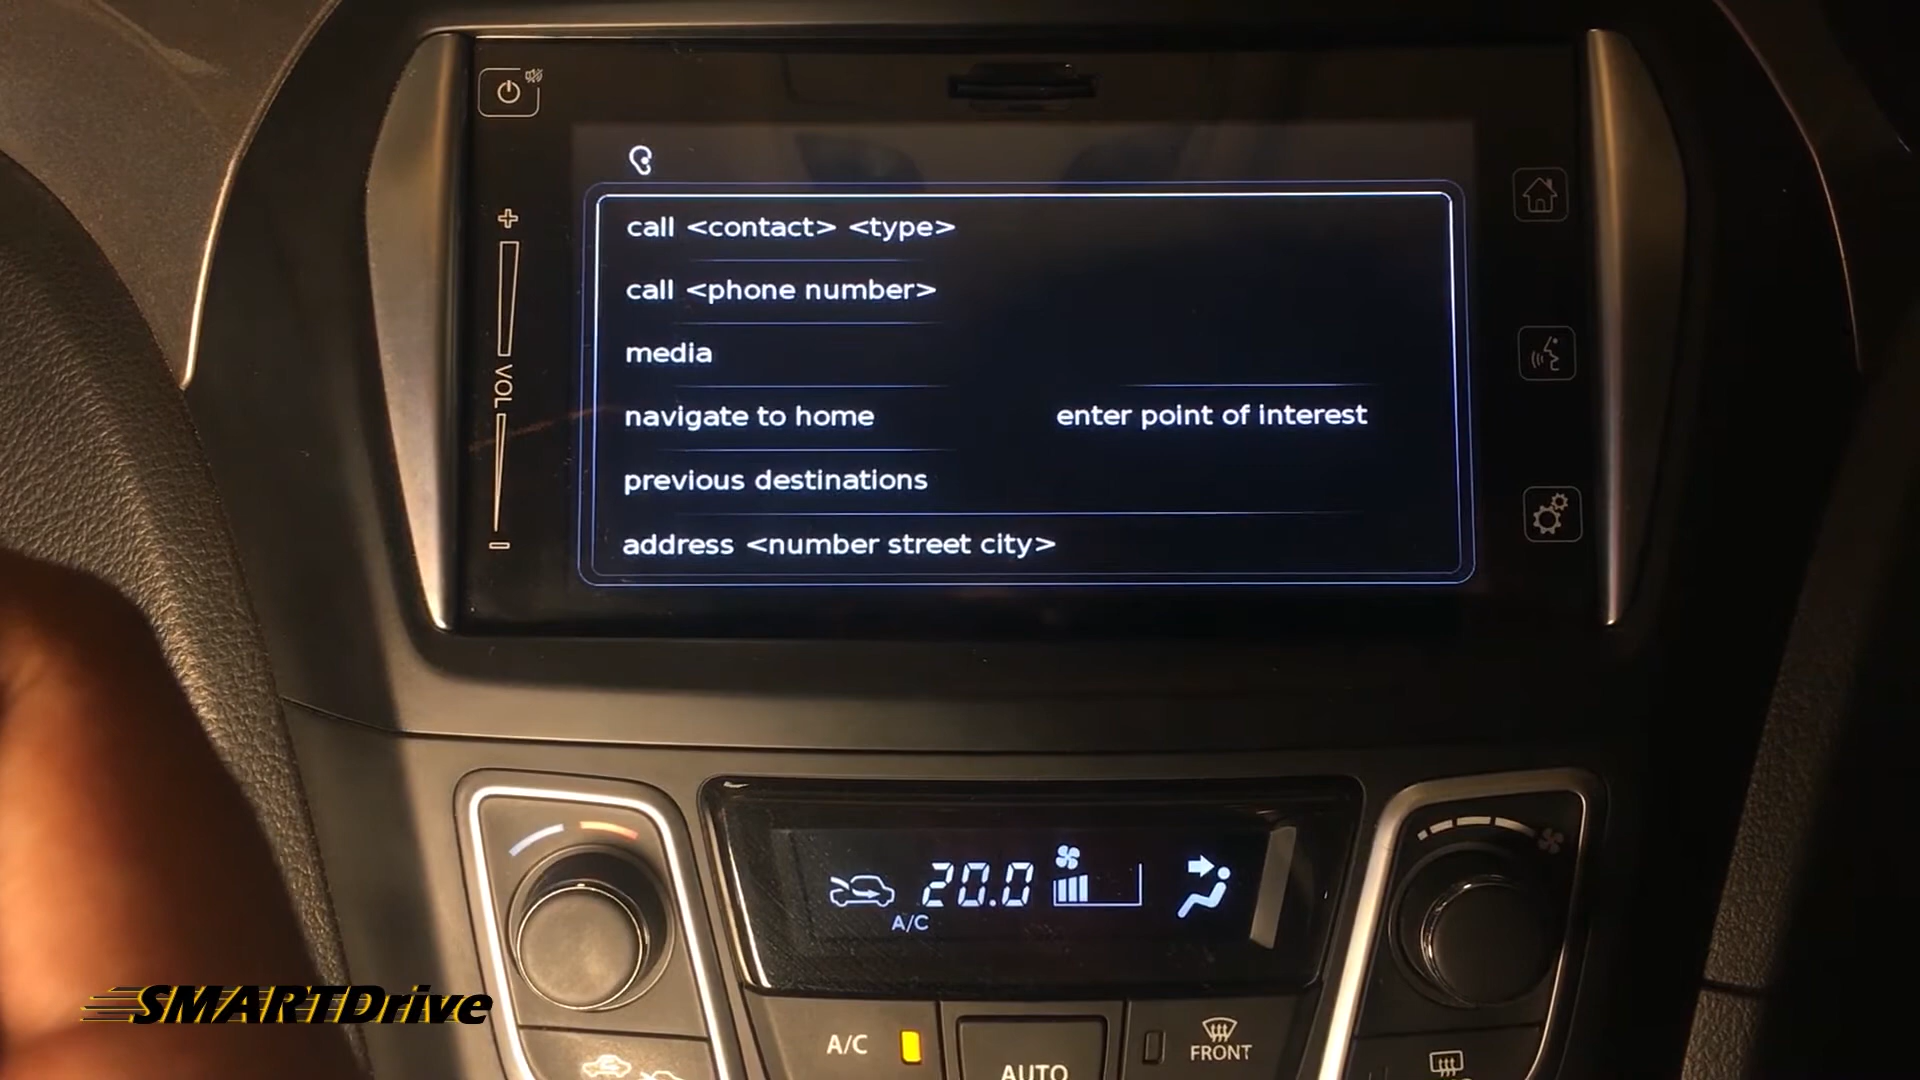 call <contact> <type>
call <phone number>
media
navigate to home enter point of interest
previous destinations
address <number street city>
VOL
20.0
A/C
A/C
AUTO
FRONT
SMARTDrive